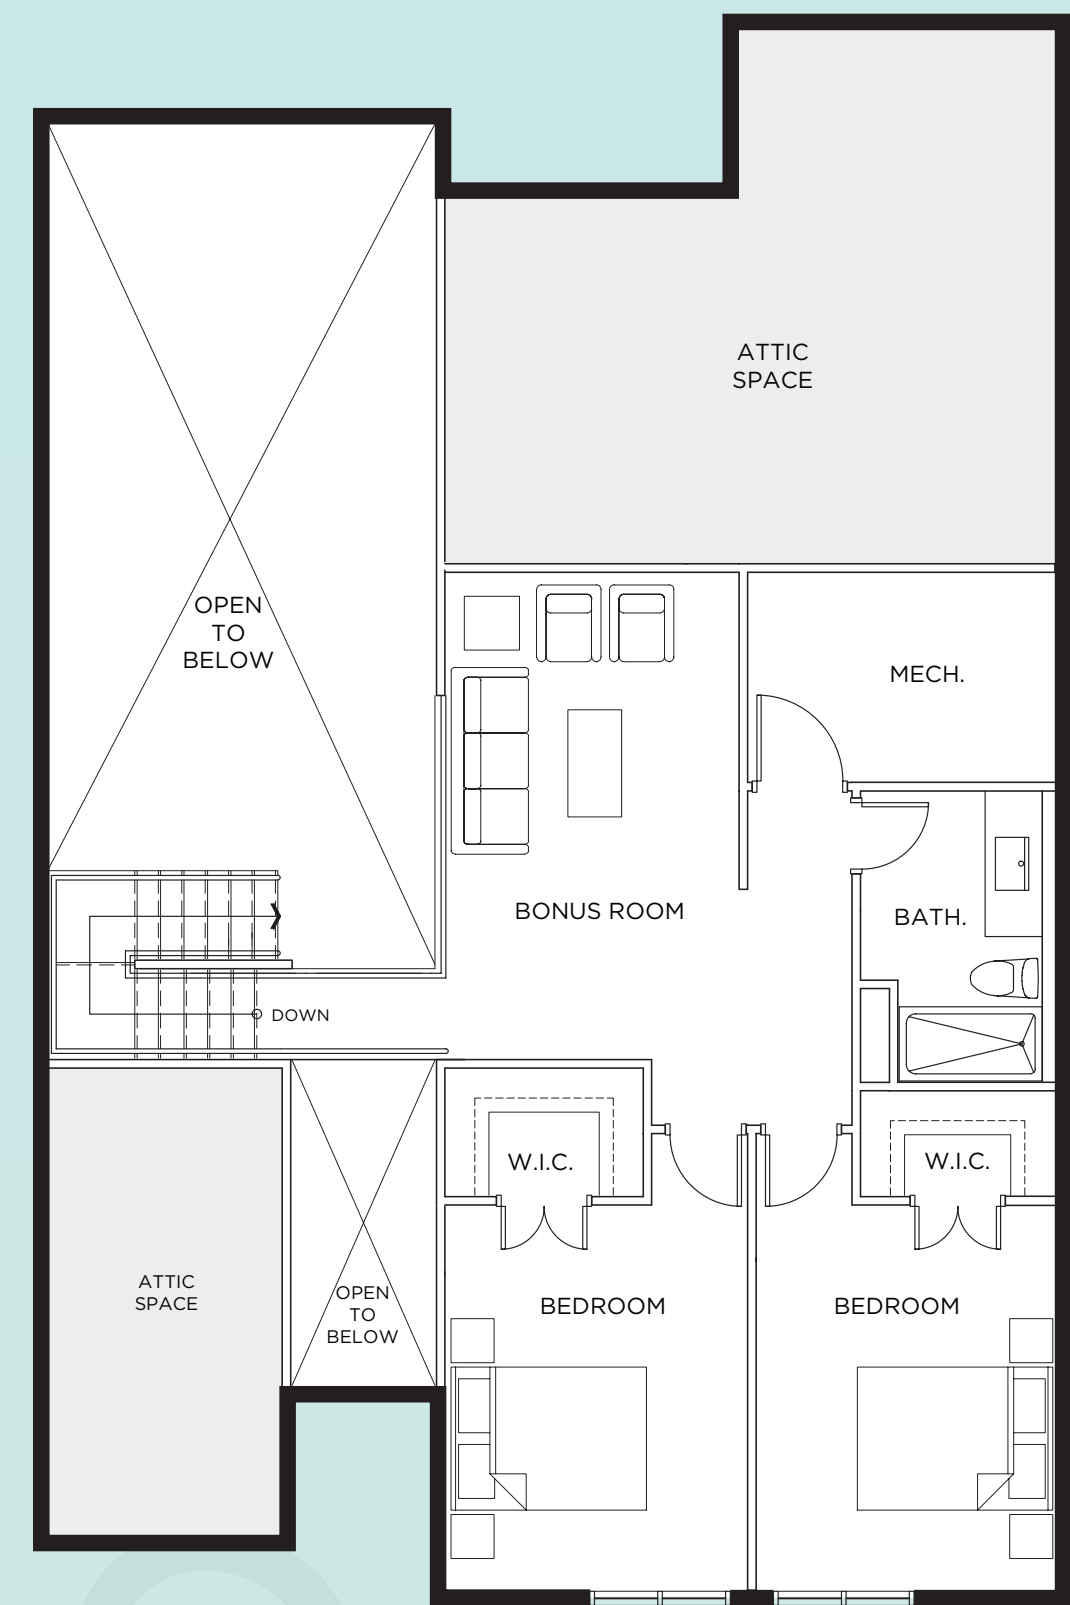 ATTIC
SPACE
OPEN
TO
BELOW
MECH.
BONUS ROOM
BATH.
DOWN
W.I.C.
W.I.C.
ATTIC
SPACE
OPEN
TO
BELOW
BEDROOM
BEDROOM